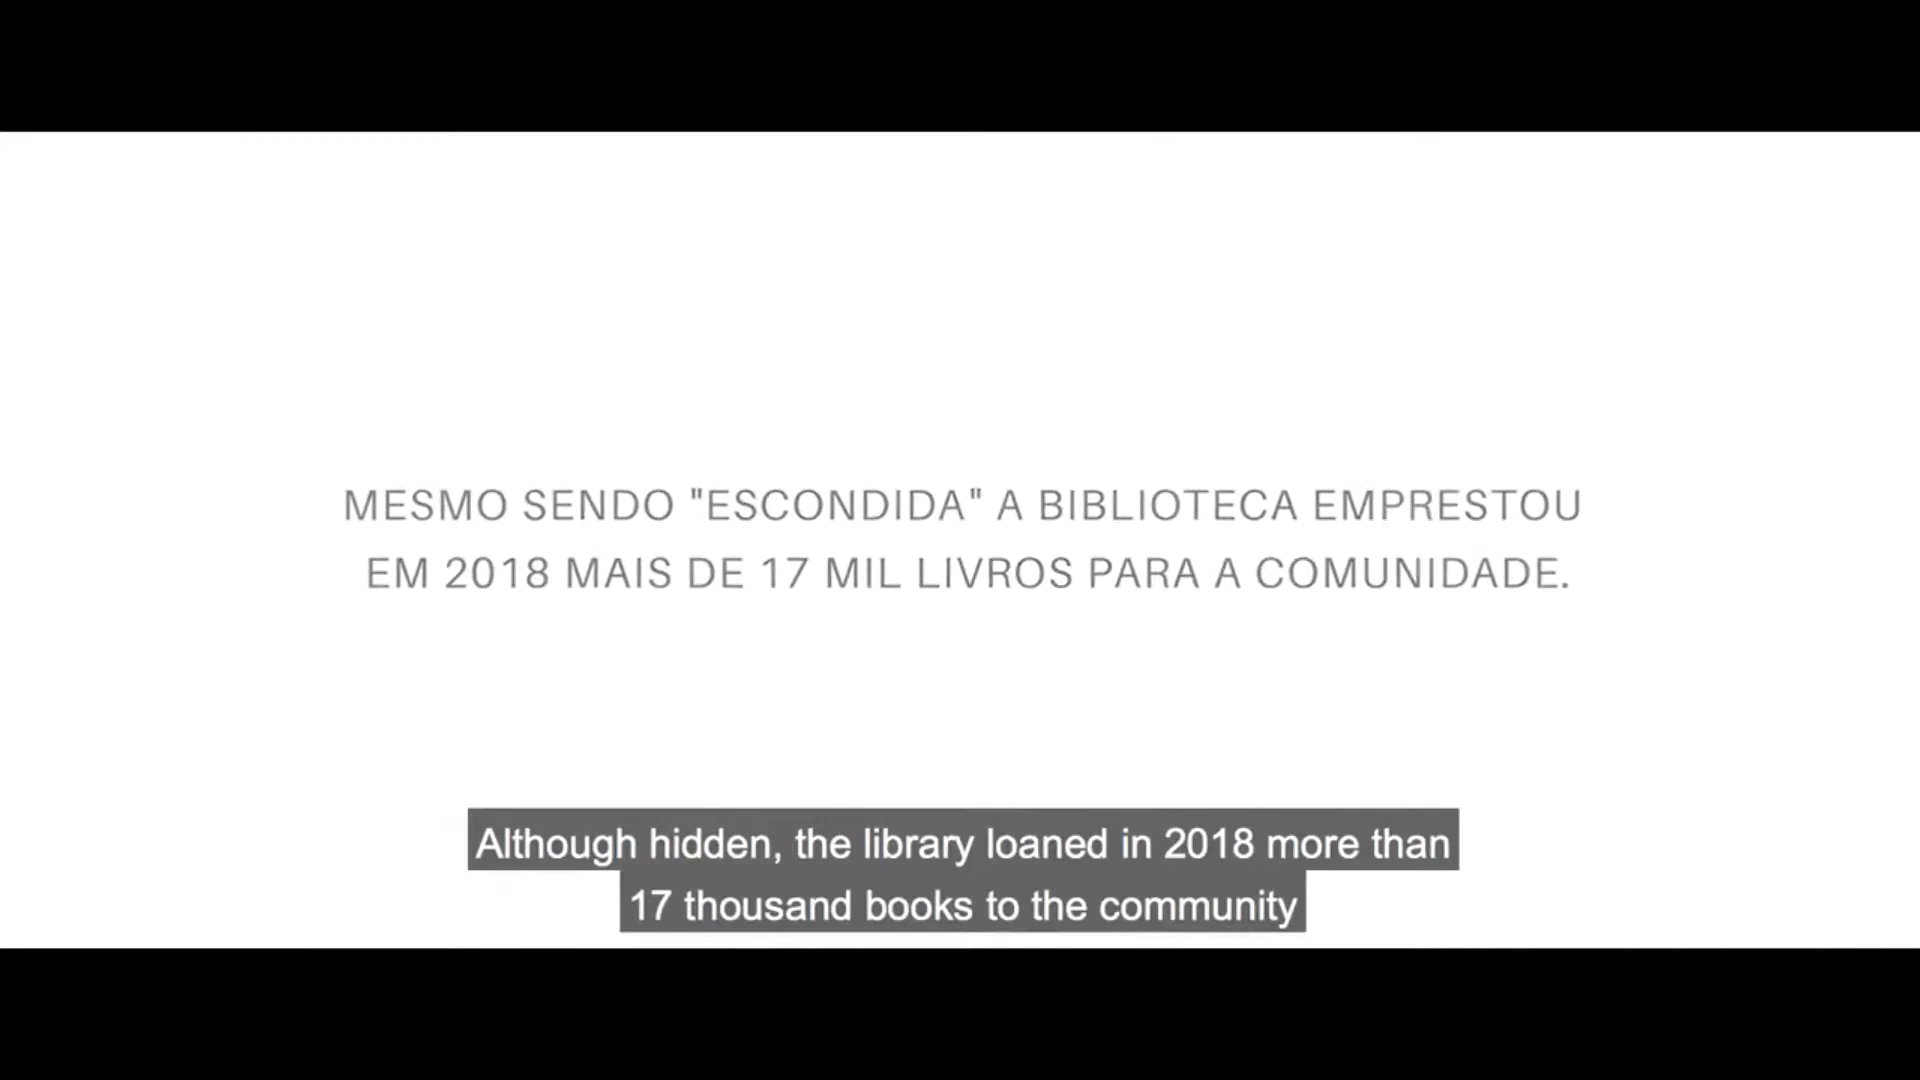 MESMO SENDO "ESCONDIDA" A BIBLIOTECA EMPRESTOU
EM 2018 MAIS DE 17 MIL LIVROS PARA A COMUNIDADE.
Although hidden, the library loaned in 2018 more than
17 thousand books to the community